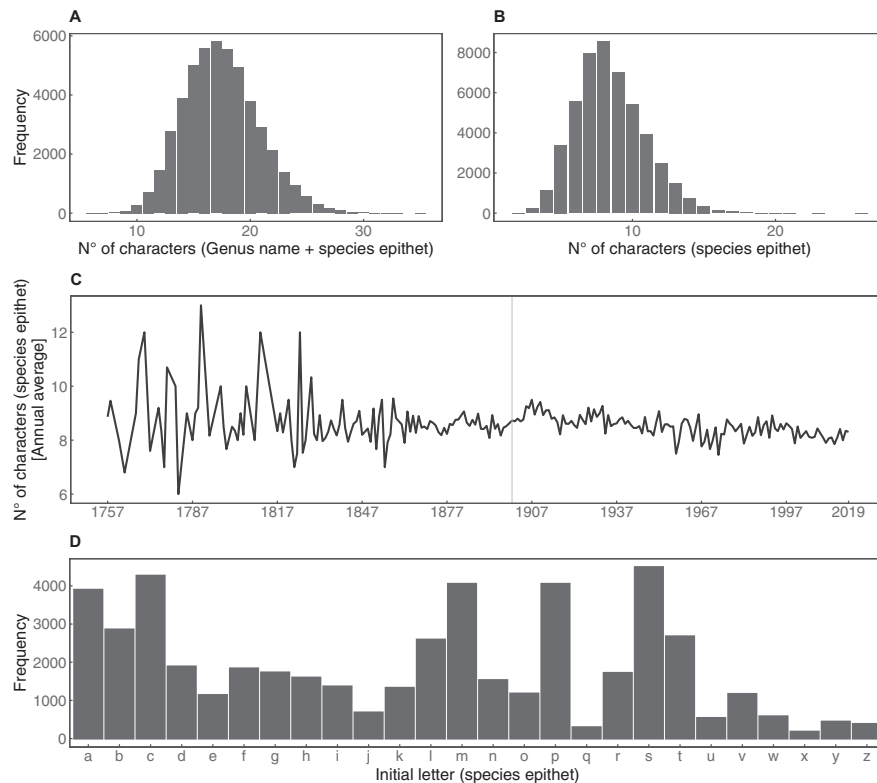 A
B
6000
4000
2000
0
Frequency
10
20
30
N° of characters (Genus name + species epithet)
8000
6000
4000
2000
0
10
20
N° of characters (species epithet)
C
N° of characters (species epithet)
[Annual average]
12
10
8
6
1757
1787
1817
1847
1877
1907
1937
1967
1997
2019
D
Frequency
4000
3000
2000
1000
0
a b c d e f g h i j k l m n o p q r s t u v w x y z
Initial letter (species epithet)